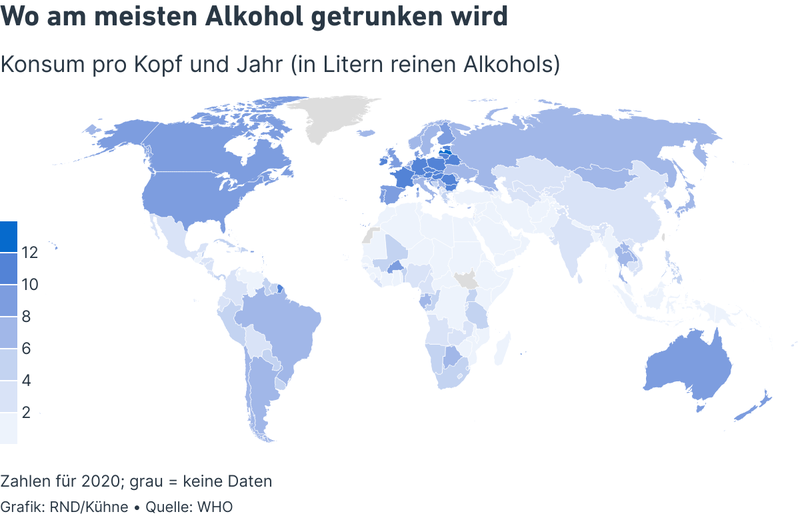 Wo am meisten Alkohol getrunken wird
Konsum pro Kopf und Jahr (in Litern reinen Alkohols)
12
10
8
6
4
2
Zahlen für 2020; grau = keine Daten
Grafik: RND/Kühne • Quelle: WHO